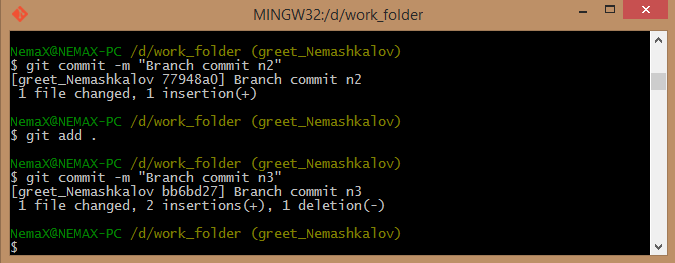 MINGW32:/d/work_folder
NemaX@NEMAX-PC /d/work_folder (greet_Nemashkalov)
$ git commit -m "Branch commit n2"
[greet_Nemashkalov 77948a0] Branch commit n2
 1 file changed, 1 insertion(+)
NemaX@NEMAX-PC /d/work_folder (greet_Nemashkalov)
$ git add .
NemaX@NEMAX-PC /d/work_folder (greet_Nemashkalov)
$ git commit -m "Branch commit n3"
[greet_Nemashkalov bb6bd27] Branch commit n3
 1 file changed, 2 insertions(+), 1 deletion(-)
NemaX@NEMAX-PC /d/work_folder (greet_Nemashkalov)
$